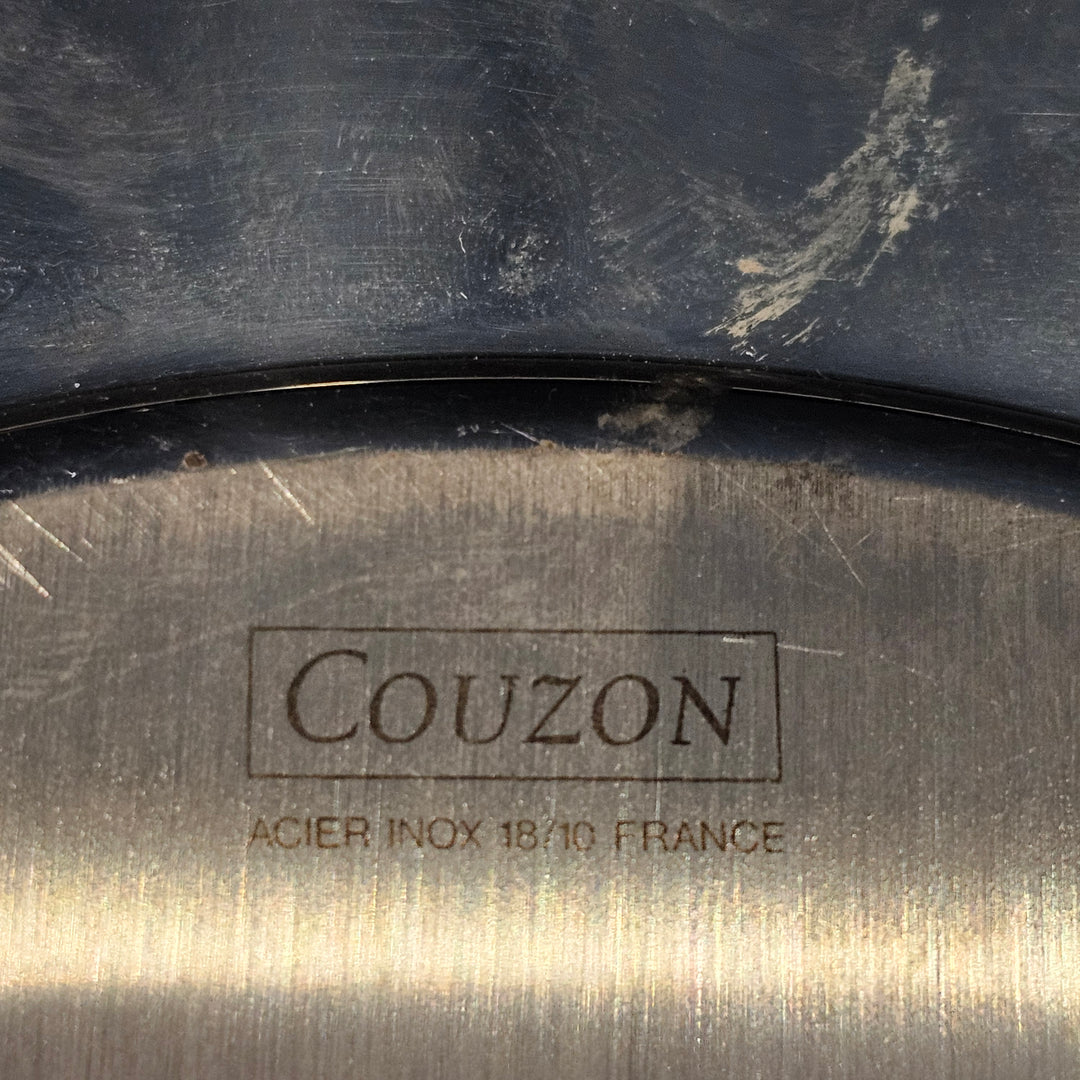 COUZON
ACIER INOX 18/10 FRANCE